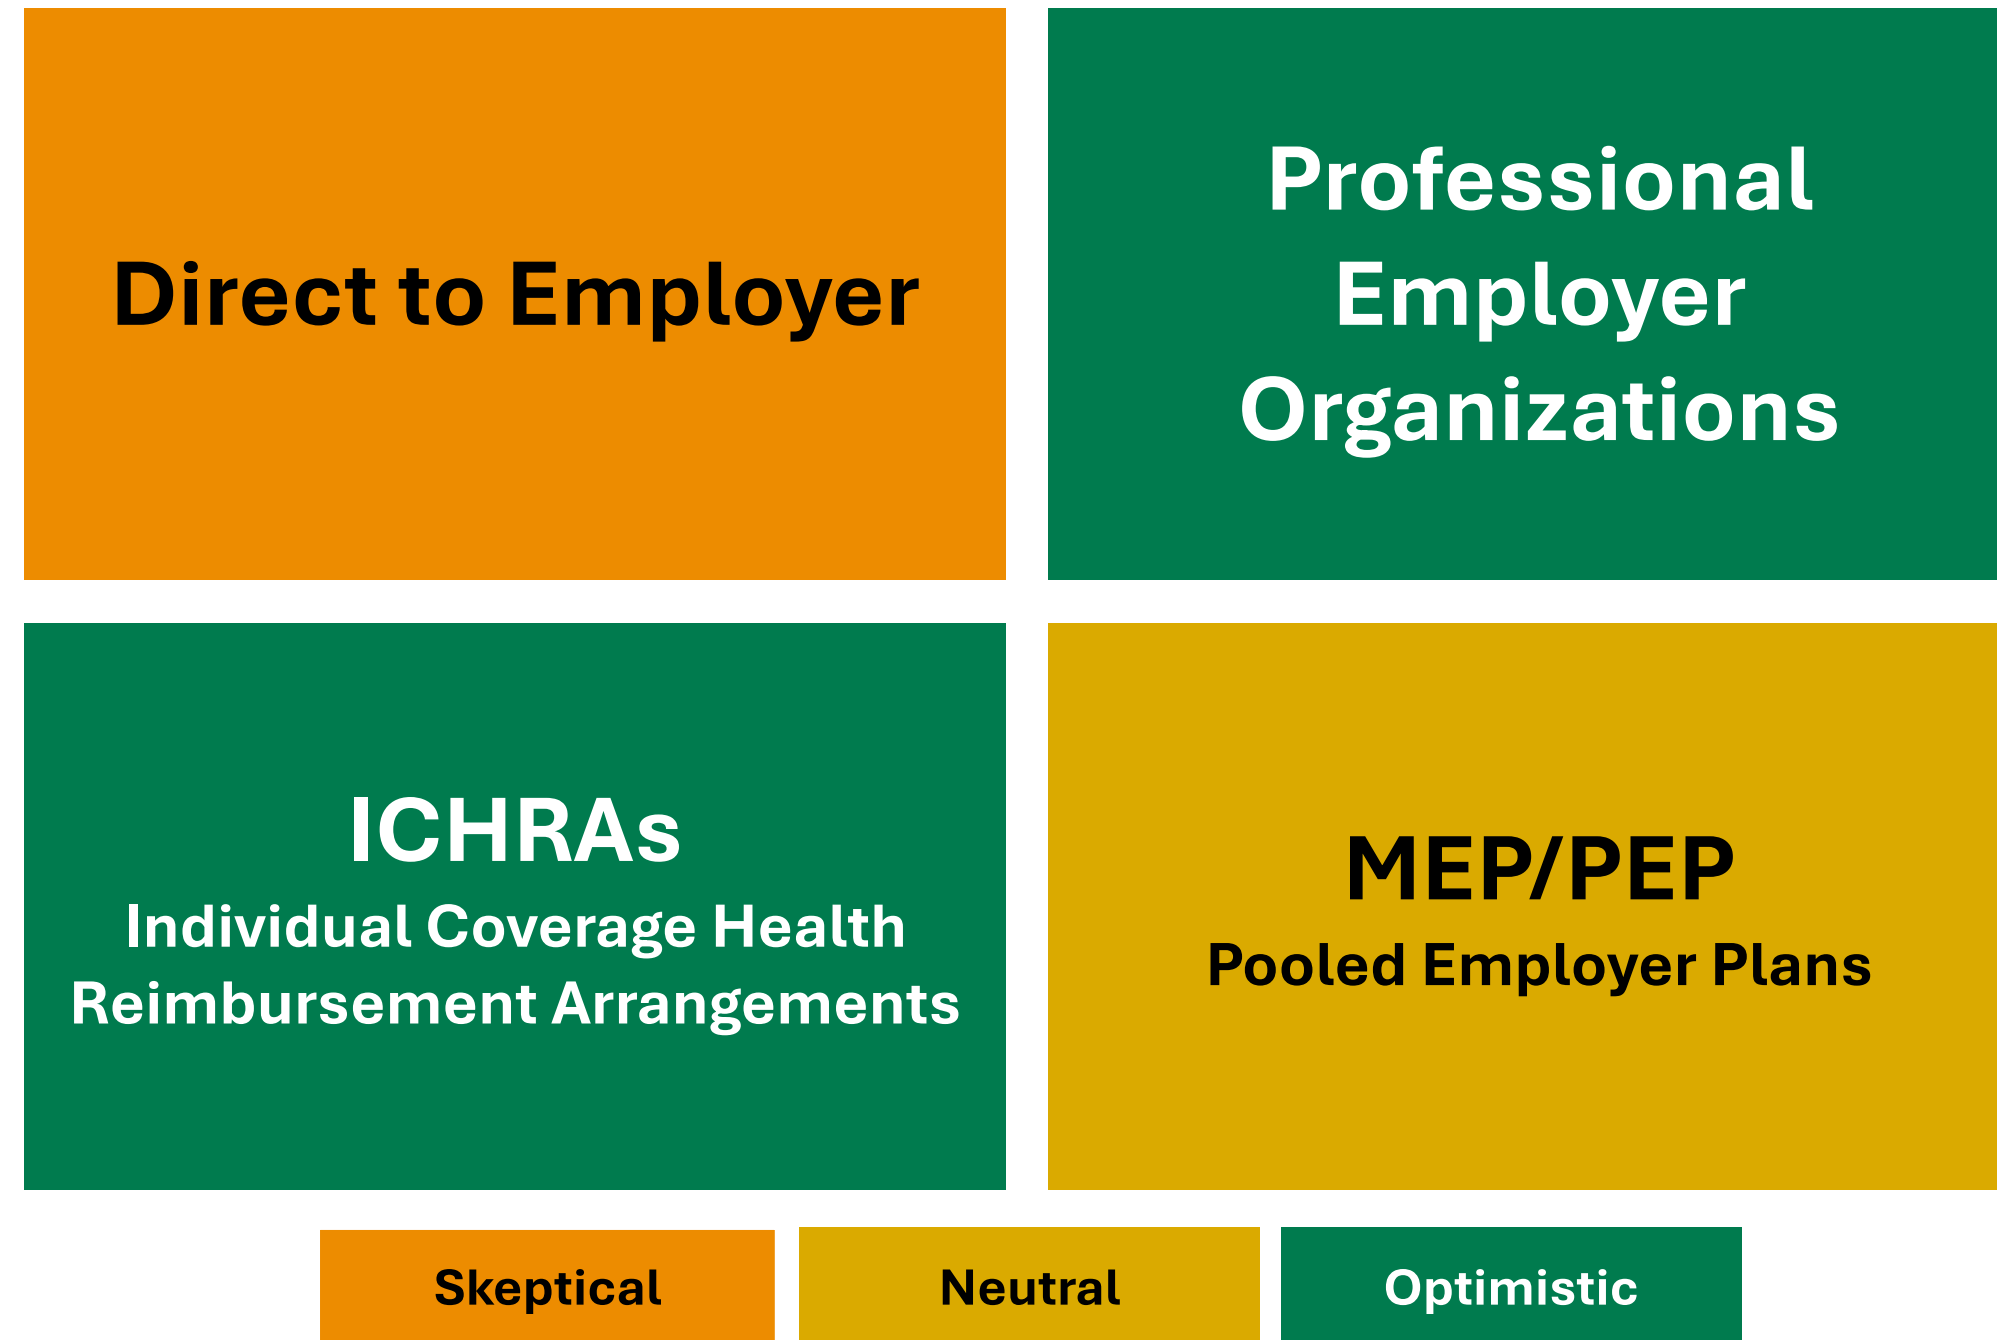 Direct to Employer
Professional
Employer
Organizations
ICHRAs
Individual Coverage Health
Reimbursement Arrangements
MEP/PEP
Pooled Employer Plans
Skeptical
Neutral
Optimistic